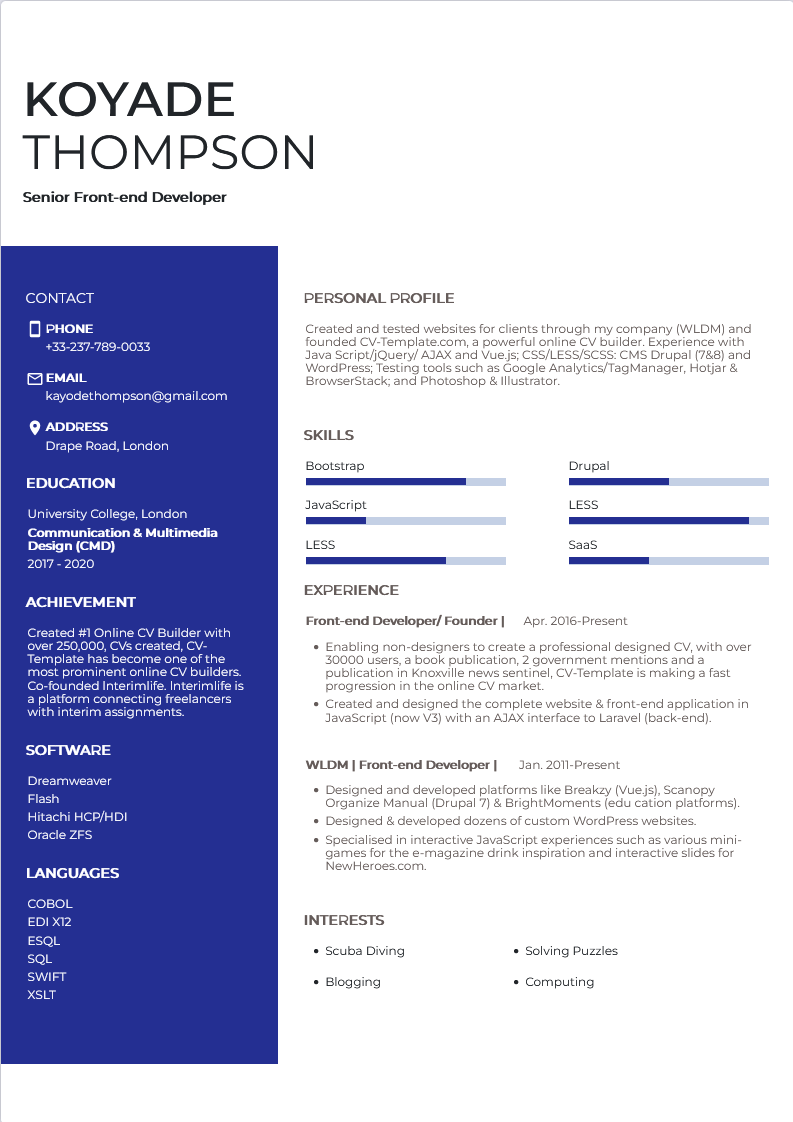 KOYADE
THOMPSON
Senior Front-end Developer
CONTACT
PHONE
+33-237-789-0033
EMAIL
kayodethompson@gmail.com
ADDRESS
Drape Road, London
EDUCATION
University College, London
Communication & Multimedia
Design (CMD)
2017 - 2020
ACHIEVEMENT
Created #1 Online CV Builder with
over 250,000, CVs created, CV-
Template has become one of the
most prominent online CV builders.
Co-founded Interimlife. Interimlife is
a platform connecting freelancers
with interim assignments.
SOFTWARE
Dreamweaver
Flash
Hitachi HCP/HDI
Oracle ZFS
LANGUAGES
COBOL
EDI X12
ESQL
SQL
SWIFT
XSLT
PERSONAL PROFILE
Created and tested websites for clients through my company (WLDM) and
founded CV-Template.com, a powerful online CV builder. Experience with
Java Script/jQuery/ AJAX and Vue.js; CSS/LESS/SCSS: CMS Drupal (7&8) and
WordPress; Testing tools such as Google Analytics/TagManager, Hotjar &
BrowserStack; and Photoshop & Illustrator.
SKILLS
Bootstrap
Drupal
JavaScript
LESS
LESS
SaaS
EXPERIENCE
Front-end Developer/ Founder | Apr. 2016-Present
• Enabling non-designers to create a professional designed CV, with over
30000 users, a book publication, 2 government mentions and a
publication in Knoxville news sentinel, CV-Template is making a fast
progression in the online CV market.
• Created and designed the complete website & front-end application in
JavaScript (now V3) with an AJAX interface to Laravel (back-end).
WLDM | Front-end Developer | Jan. 2011-Present
• Designed and developed platforms like Breakzy (Vue.js), Scanopy
Organize Manual (Drupal 7) & BrightMoments (edu cation platforms).
• Designed & developed dozens of custom WordPress websites.
• Specialised in interactive JavaScript experiences such as various mini-
games for the e-magazine drink inspiration and interactive slides for
NewHeroes.com.
INTERESTS
• Scuba Diving
• Solving Puzzles
• Blogging
• Computing